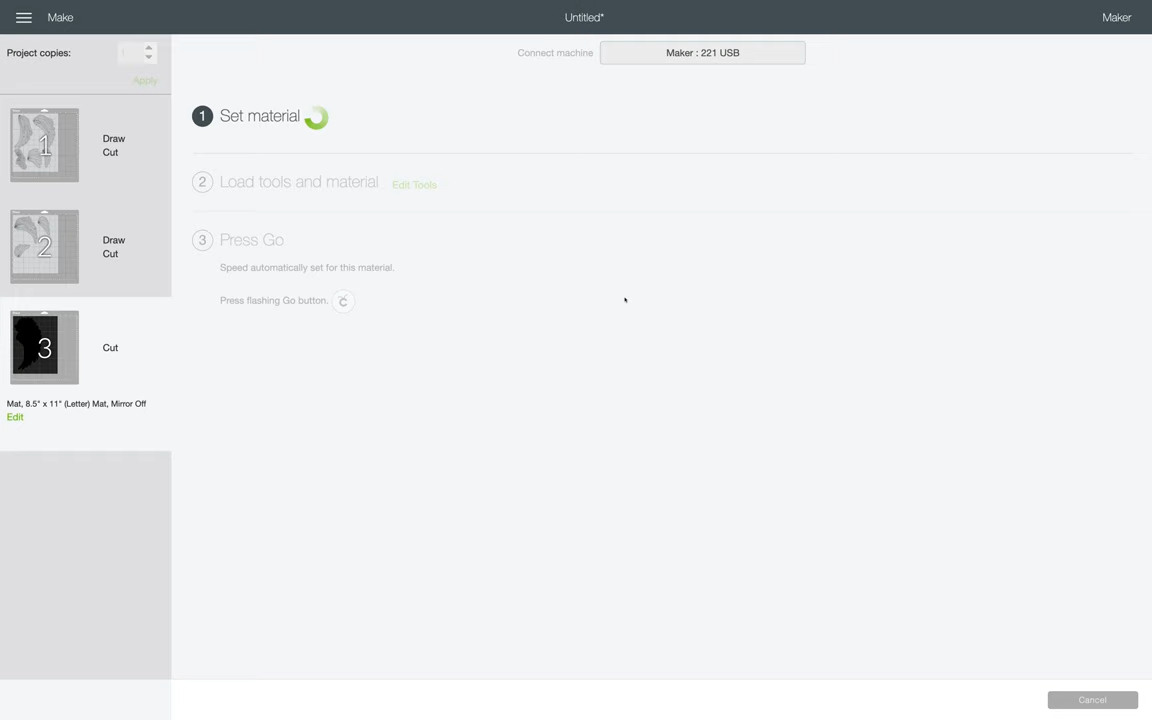 Make
Untitled*
Maker
Project copies:
1
Apply
Connect machine
Maker : 221 USB
1
Draw
Cut
2
Draw
Cut
3
Cut
Mat, 8.5" x 11" (Letter) Mat, Mirror Off
Edit
1 Set material
2 Load tools and material Edit Tools
3 Press Go
Speed automatically set for this material.
Press flashing Go button.
Cancel